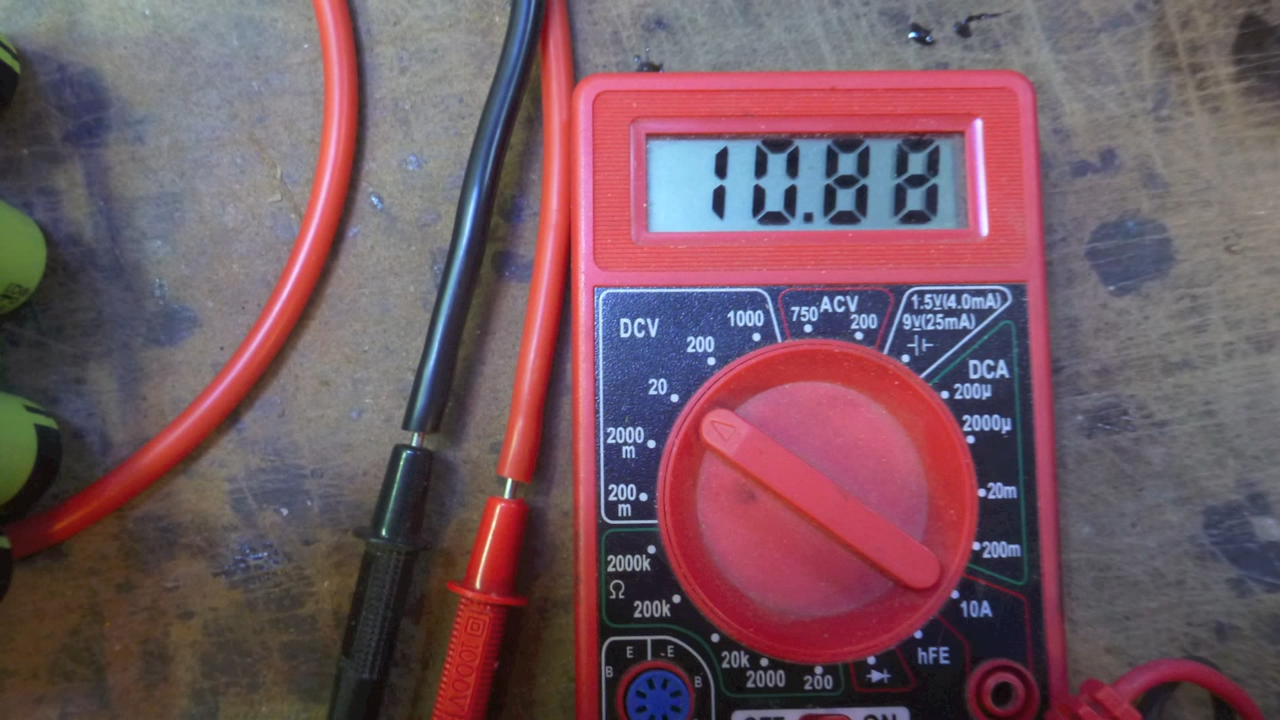 10.88
DCV
1000
200
20
2000
m
200
m
750
ACV
200
1.5V(4.0mA)
9V(25mA)
DCA
200µ
2000µ
20m
200m
10A
hFE
2000k
Ω
200k
20k
2000
200
E
-E
B
B
1000V
OFF
ON